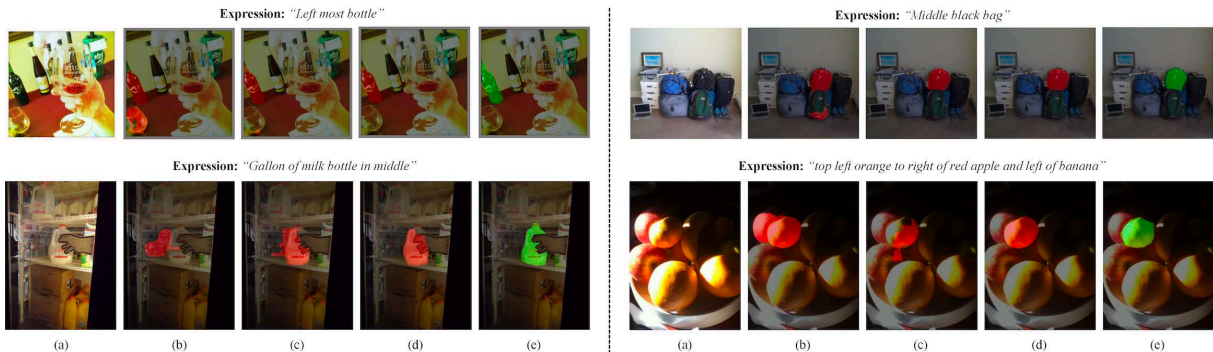 Expression: “Left most bottle”
Expression: “Gallon of milk bottle in middle”
(a) (b) (c) (d) (e)
Expression: “Middle black bag”
Expression: “top left orange to right of red apple and left of banana”
(a) (b) (c) (d) (e)